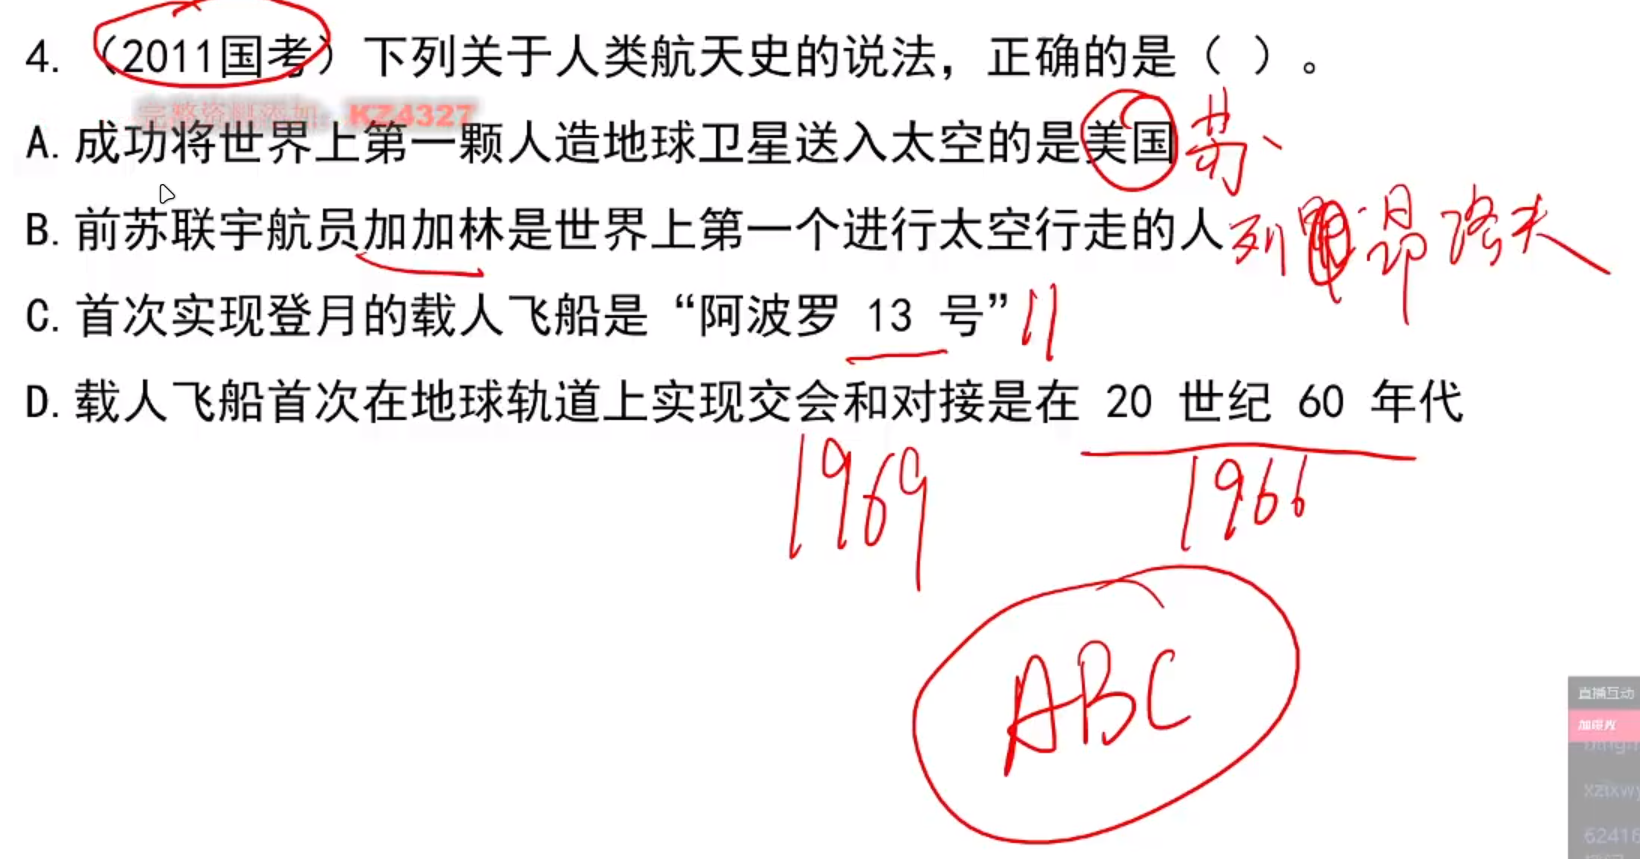 4. （2011国考）下列关于人类航天史的说法，正确的是（ ）。
完整资料添加：KZ4327
A. 成功将世界上第一颗人造地球卫星送入太空的是美国 苏、
B. 前苏联宇航员加加林是世界上第一个进行太空行走的人 列 昂诺夫
C. 首次实现登月的载人飞船是“阿波罗 13 号” 11
D. 载人飞船首次在地球轨道上实现交会和对接是在 20 世纪 60 年代
1969 1966
ABC
直播互动
xzlxwy
62416